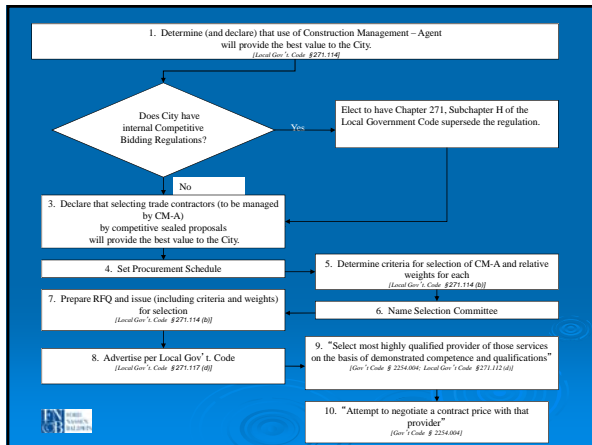 1. Determine (and declare) that use of Construction Management – Agent
will provide the best value to the City.
[Local Gov't. Code §271.114]
Does City have
internal Competitive
Bidding Regulations?
Yes
Elect to have Chapter 271, Subchapter H of the
Local Government Code supersede the regulation.
No
3. Declare that selecting trade contractors (to be managed
by CM-A)
by competitive sealed proposals
will provide the best value to the City.
4. Set Procurement Schedule
5. Determine criteria for selection of CM-A and relative
weights for each
[Local Gov't. Code §271.114 (b)]
6. Name Selection Committee
7. Prepare RFQ and issue (including criteria and weights)
for selection
[Local Gov't. Code §271.114 (b)]
8. Advertise per Local Gov't. Code
[Local Gov't. Code §271.117 (d)]
9. "Select most highly qualified provider of those services
on the basis of demonstrated competence and qualifications"
[Gov't Code § 2254.004; Local Gov't Code §271.112 (d)]
10. "Attempt to negotiate a contract price with that
provider"
[Gov't Code § 2254.004]